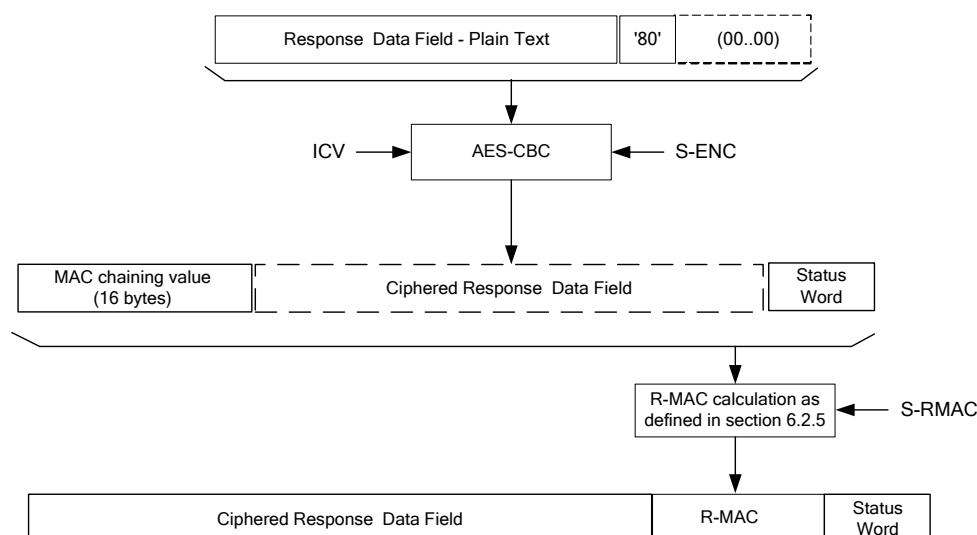 Response Data Field - Plain Text '80' (00..00)
ICV AES-CBC S-ENC
MAC chaining value
(16 bytes)
Ciphered Response Data Field
Status
Word
R-MAC calculation as
defined in section 6.2.5
S-RMAC
Ciphered Response Data Field R-MAC
Status
Word